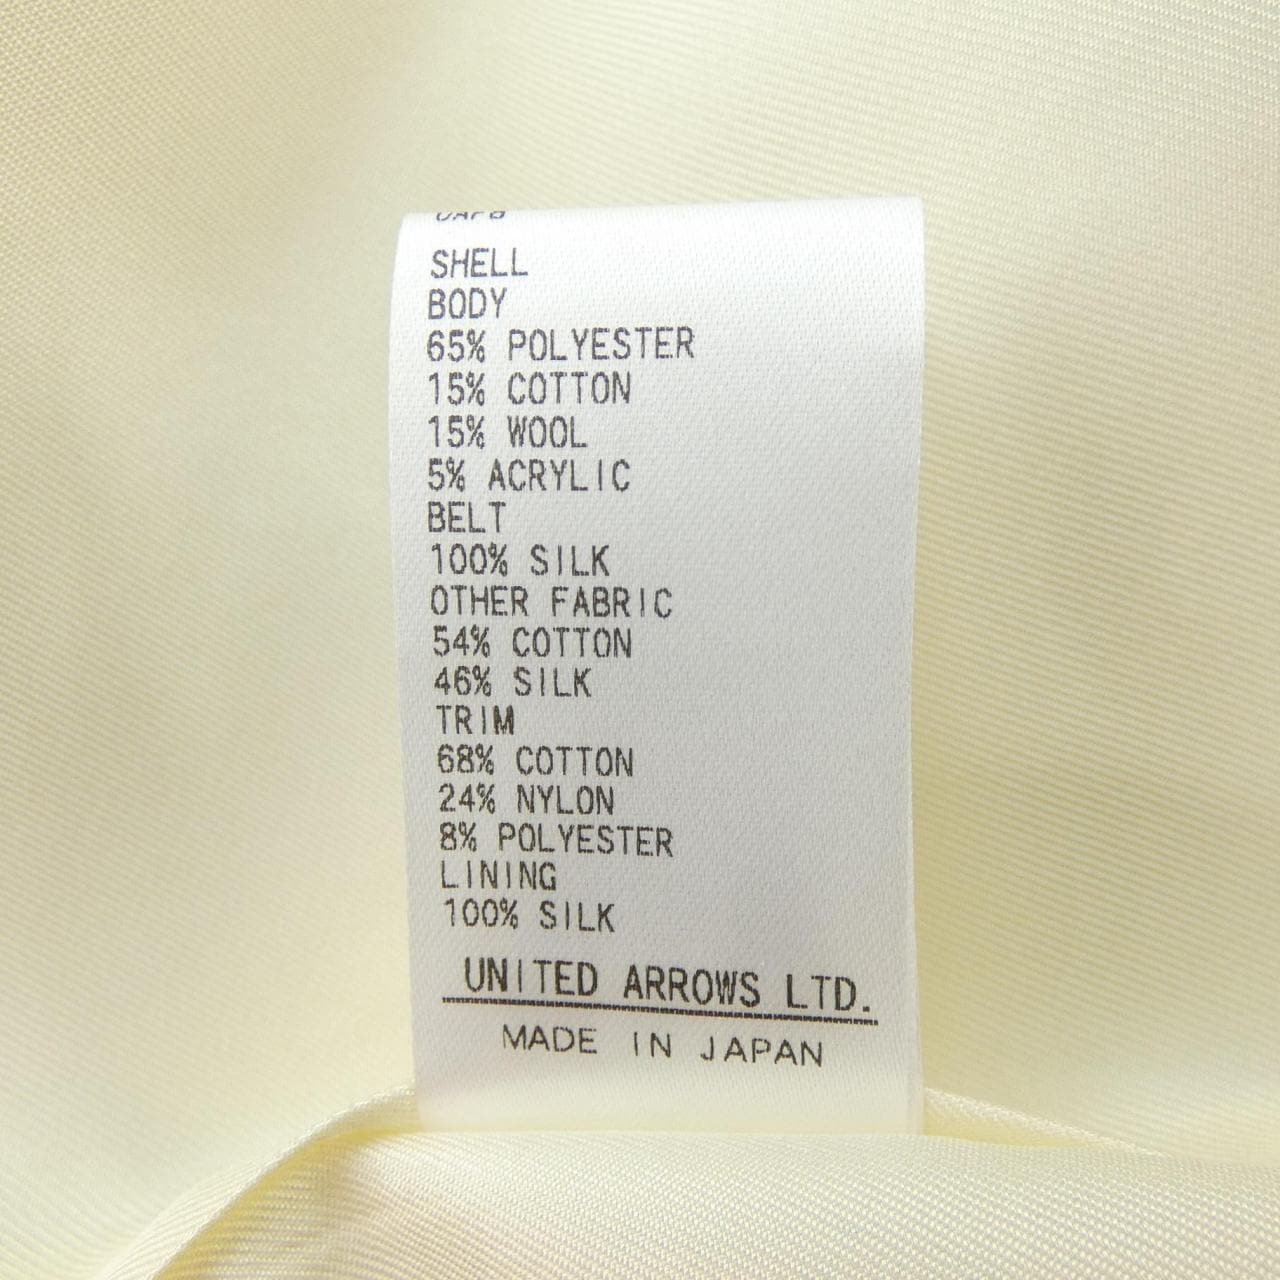 SHELL
BODY
65% POLYESTER
15% COTTON
15% WOOL
5% ACRYLIC
BELT
100% SILK
OTHER FABRIC
54% COTTON
46% SILK
TRIM
68% COTTON
24% NYLON
8% POLYESTER
LINING
100% SILK
UNITED ARROWS LTD.
MADE IN JAPAN